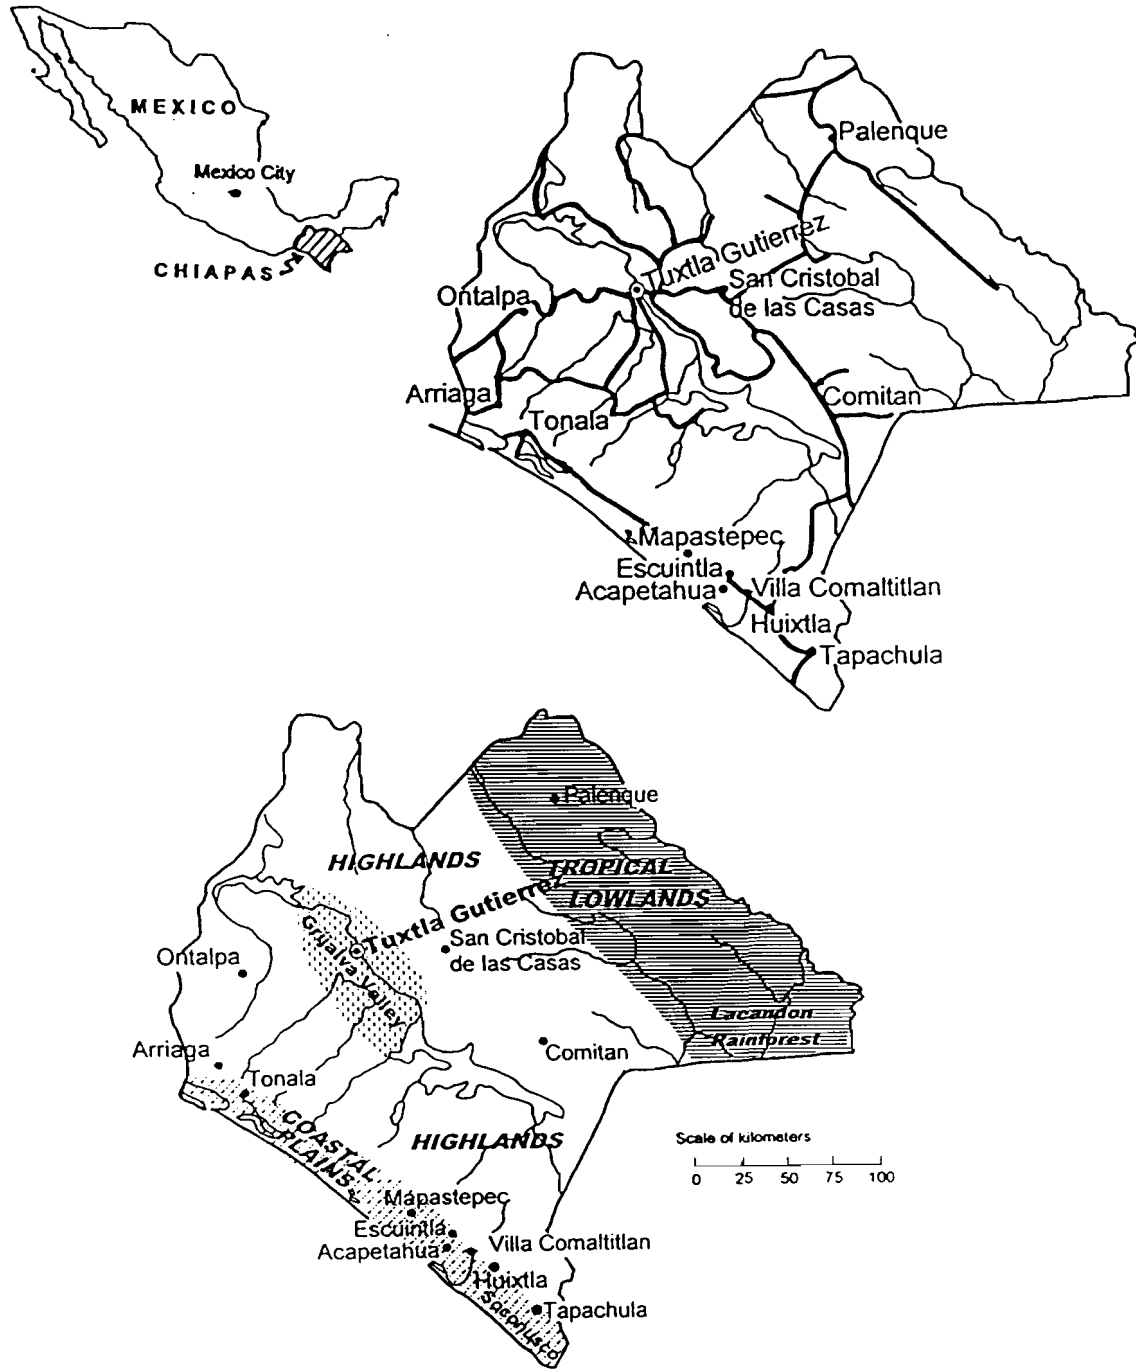 MEXICO
Mexico City
CHIAPAS
Palenque
Tuxtla Gutierrez
San Cristobal
de las Casas
Ontalpa
Arriaga
Comitan
Tonala
Mapastepec
Escuintla
Acapetahua
Villa Comaltitlan
Huixtla
Tapachula
Palenque
HIGHLANDS
TROPICAL
LOWLANDS
Tuxtla Gutierrez
Grijalva Valley
San Cristobal
de las Casas
Ontalpa
Lacandon
Rainforest
Arriaga
Comitan
Tonala
COASTAL
PLAINS
HIGHLANDS
Scale of kilometers
0 25 50 75 100
Mapastepec
Escuintla
Acapetahua
Villa Comaltitlan
Huixtla
Soconusco
Tapachula